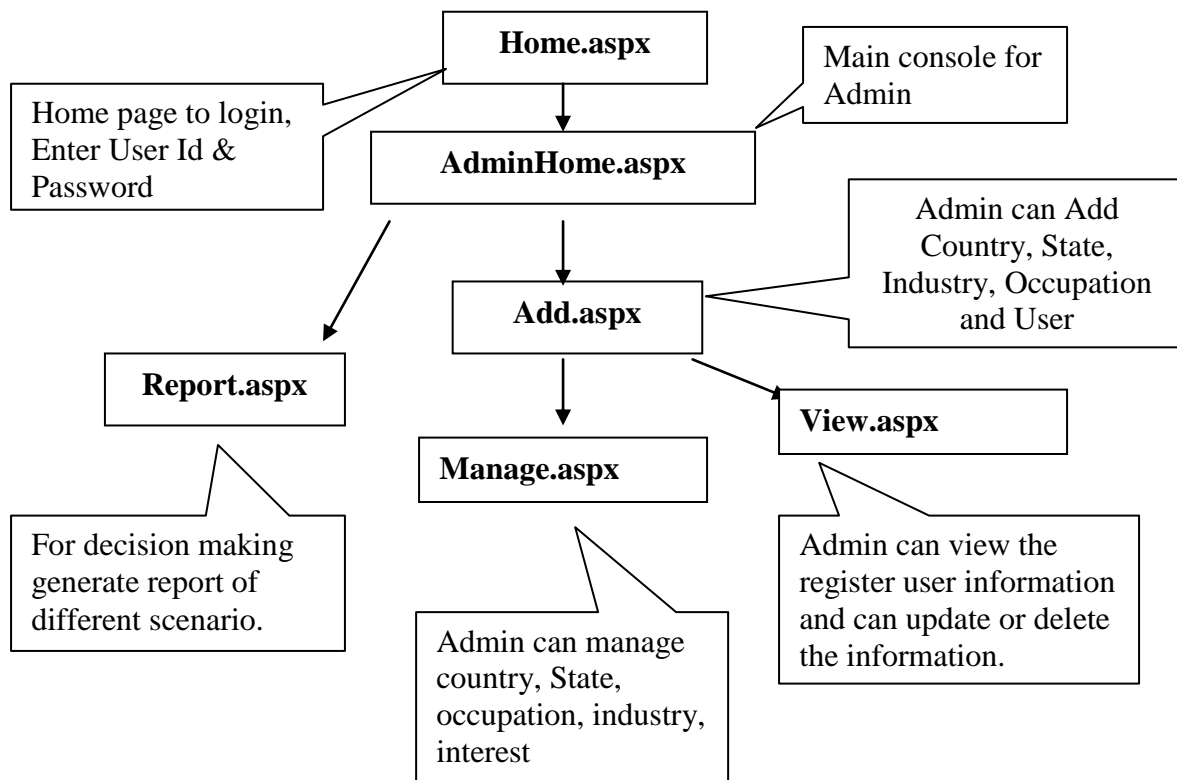 Home.aspx
Main console for
Admin
Home page to login,
Enter User Id &
Password
AdminHome.aspx
Admin can Add
Country, State,
Industry, Occupation
and User
Add.aspx
Report.aspx
View.aspx
Manage.aspx
For decision making
generate report of
different scenario.
Admin can view the
register user information
and can update or delete
the information.
Admin can manage
country, State,
occupation, industry,
interest